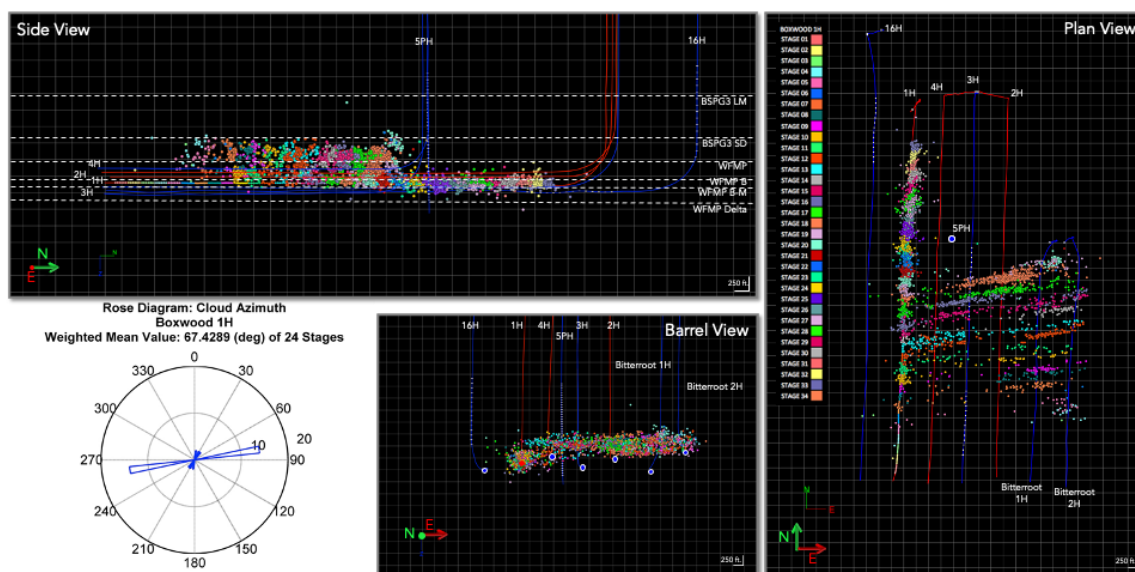 Side View
5PH
16H
BSPG3 LM
BSPG3 SD
4H
WFMP
2H
1H
WFMP B
3H
WFMP B-M
WFMP Delta
N
E
N
250 ft.
Rose Diagram: Cloud Azimuth
Boxwood 1H
Weighted Mean Value: 67.4289 (deg) of 24 Stages
0
330
30
300
60
10
20
270
90
240
120
210
150
180
Barrel View
16H
1H
4H
5PH
3H
2H
Bitterroot 1H
Bitterroot 2H
N
E
250 ft.
Plan View
BOXWOOD 1H
STAGE 01
STAGE 02
STAGE 03
STAGE 04
STAGE 05
STAGE 06
STAGE 07
STAGE 08
STAGE 09
STAGE 10
STAGE 11
STAGE 12
STAGE 13
STAGE 14
STAGE 15
STAGE 16
STAGE 17
STAGE 18
STAGE 19
STAGE 20
STAGE 21
STAGE 22
STAGE 23
STAGE 24
STAGE 25
STAGE 26
STAGE 27
STAGE 28
STAGE 29
STAGE 30
STAGE 31
STAGE 32
STAGE 33
STAGE 34
16H
1H
4H
3H
2H
5PH
Bitterroot
1H
Bitterroot
2H
N
E
N
E
250 ft.